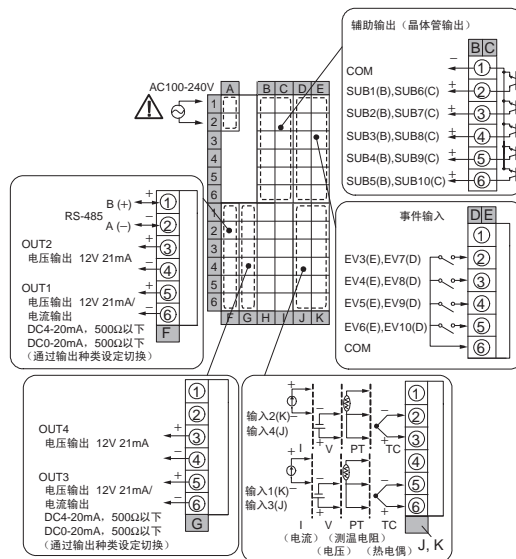 辅助输出（晶体管输出）
B C
COM
−
①
SUB1(B),SUB6(C)
+
②
SUB2(B),SUB7(C)
+
③
SUB3(B),SUB8(C)
+
④
SUB4(B),SUB9(C)
+
⑤
SUB5(B),SUB10(C)
+
⑥
AC100-240V
A B C D E
1
2
3
4
5
6
1
2
3
4
5
6
F G H I J K
B (+)
+
①
RS-485
A (−)
−
②
OUT2
+
③
电压输出 12V 21mA
−
④
OUT1
+
⑤
电压输出 12V 21mA/
−
⑥
电流输出
DC4-20mA，500Ω以下
DC0-20mA，500Ω以下
（通过输出种类设定切换）
F
事件输入
D E
①
EV3(E),EV7(D)
②
EV4(E),EV8(D)
③
EV5(E),EV9(D)
④
EV6(E),EV10(D)
⑤
COM
⑥
①
②
OUT4
+
③
电压输出 12V 21mA
−
④
OUT3
+
⑤
电压输出 12V 21mA/
−
⑥
电流输出
DC4-20mA，500Ω以下
DC0-20mA，500Ω以下
（通过输出种类设定切换）
G
①
②
③
④
⑤
⑥
输入2(K)
输入4(J)
I V PT TC
输入1(K)
输入3(J)
I V PT TC
（电流）（测温电阻）
（电压）（热电偶）
J, K